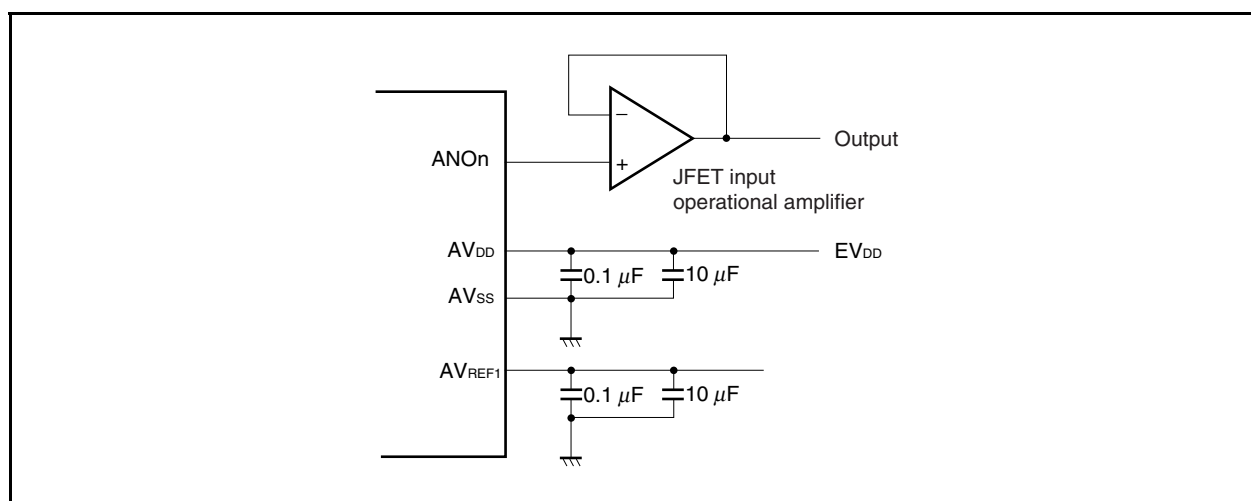 −
ANOn
+
Output
JFET input
operational amplifier
AVDD
EVDD
0.1 μF
10 μF
AVSS
AVREF1
0.1 μF
10 μF